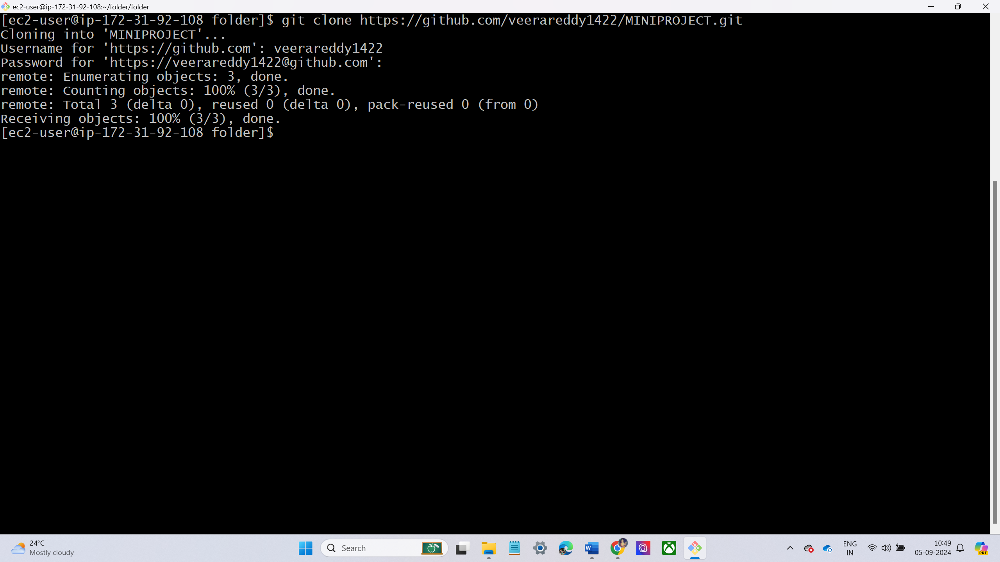 ec2-user@ip-172-31-92-108:~/folder/folder
[ec2-user@ip-172-31-92-108 folder]$ git clone https://github.com/veerareddy1422/MINIPROJECT.git
Cloning into 'MINIPROJECT'...
Username for 'https://github.com': veerareddy1422
Password for 'https://veerareddy1422@github.com':
remote: Enumerating objects: 3, done.
remote: Counting objects: 100% (3/3), done.
remote: Total 3 (delta 0), reused 0 (delta 0), pack-reused 0 (from 0)
Receiving objects: 100% (3/3), done.
[ec2-user@ip-172-31-92-108 folder]$
24°C
Mostly cloudy
Search
W
ENG
IN
10:49
05-09-2024
PRE